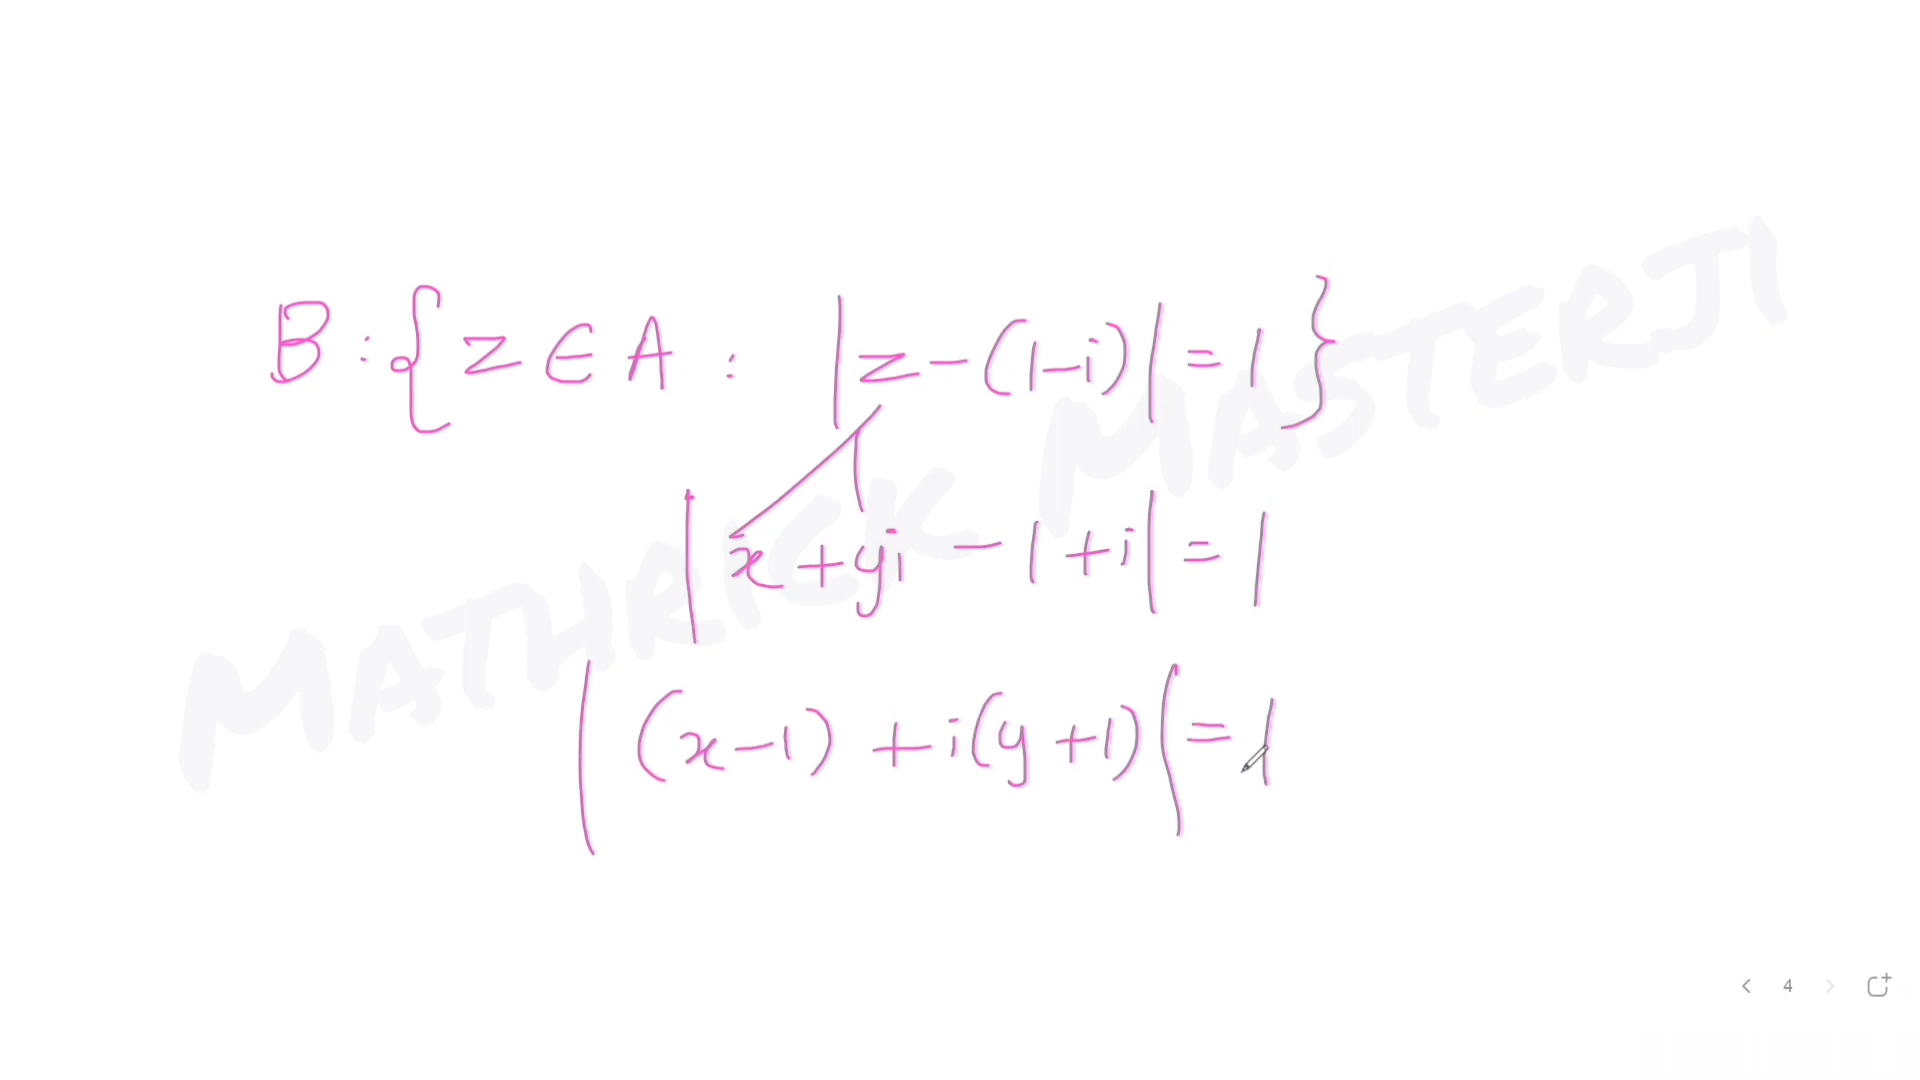 B : { z ∈ A : |z - (1 - i)| = 1 }
|x + yi - 1 + i| = 1
|(x - 1) + i(y + 1)| = 1
MATHRICK MASTERJI
< 4 >